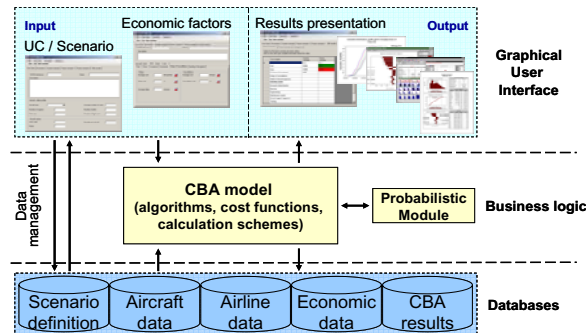 Input
Economic factors
Results presentation
Output
UC / Scenario
Graphical
User
Interface
Data
management
CBA model
(algorithms, cost functions,
calculation schemes)
Probabilistic
Module
Business logic
Scenario
definition
Aircraft
data
Airline
data
Economic
data
CBA
results
Databases